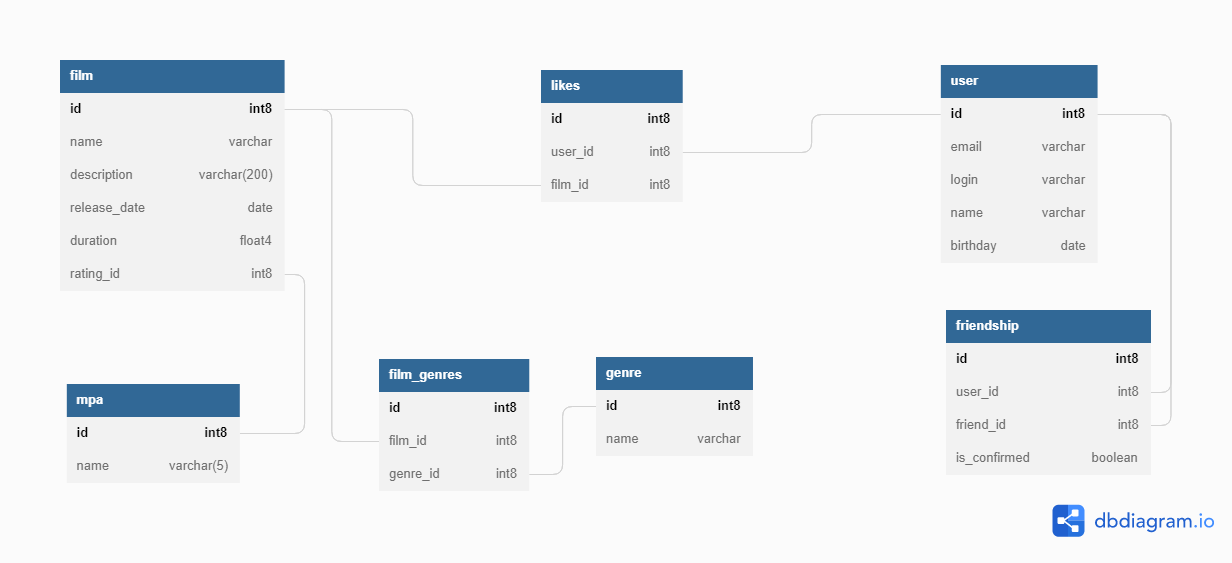 film
id int8
name varchar
description varchar(200)
release_date date
duration float4
rating_id int8
likes
id int8
user_id int8
film_id int8
user
id int8
email varchar
login varchar
name varchar
birthday date
mpa
id int8
name varchar(5)
film_genres
id int8
film_id int8
genre_id int8
genre
id int8
name varchar
friendship
id int8
user_id int8
friend_id int8
is_confirmed boolean
dbdiagram.io